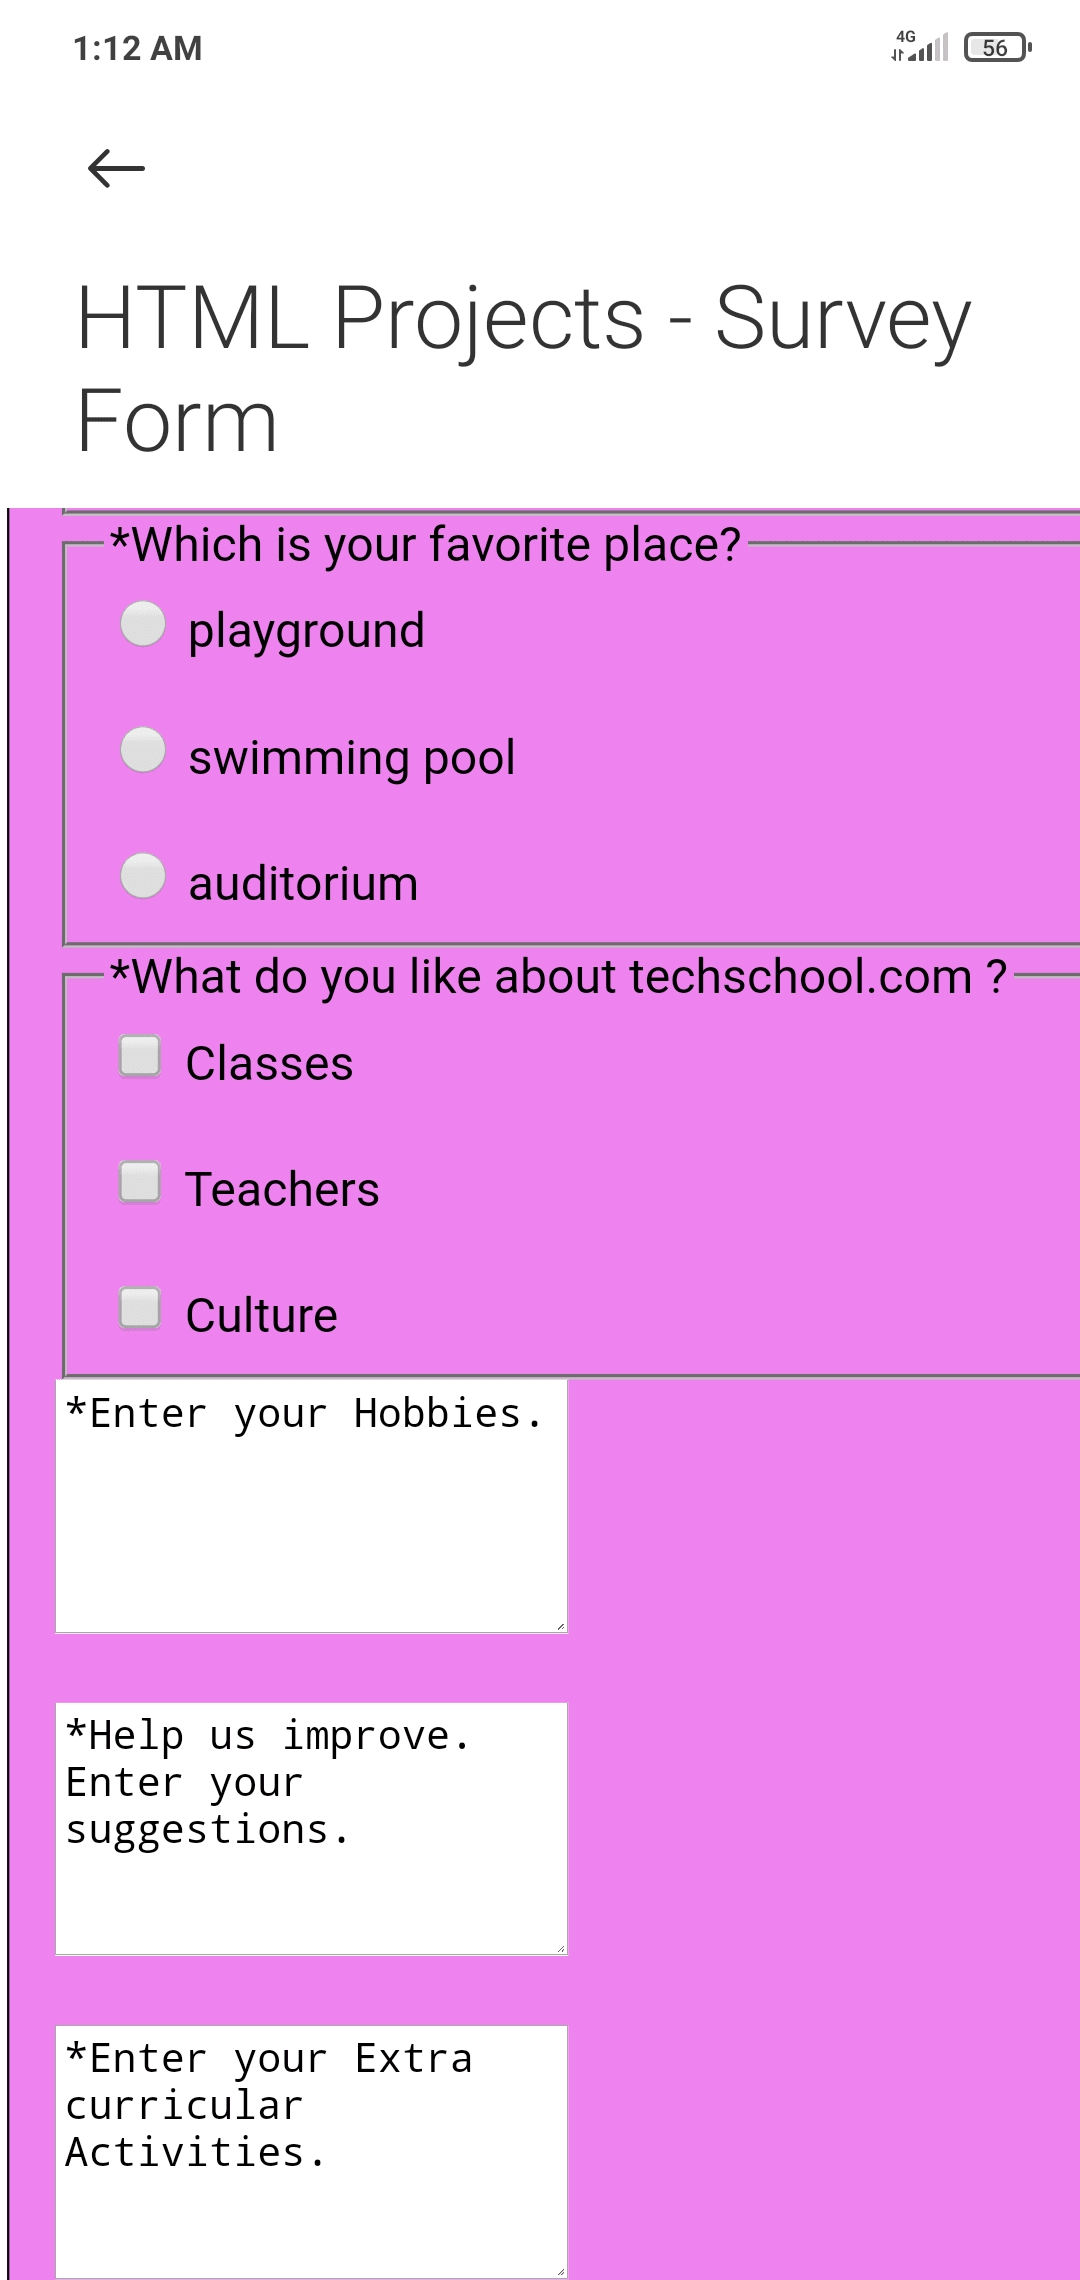 1:12 AM
4G
56
HTML Projects - Survey
Form
*Which is your favorite place?
playground
swimming pool
auditorium
*What do you like about techschool.com ?
Classes
Teachers
Culture
*Enter your Hobbies.
*Help us improve.
Enter your
suggestions.
*Enter your Extra
curricular
Activities.